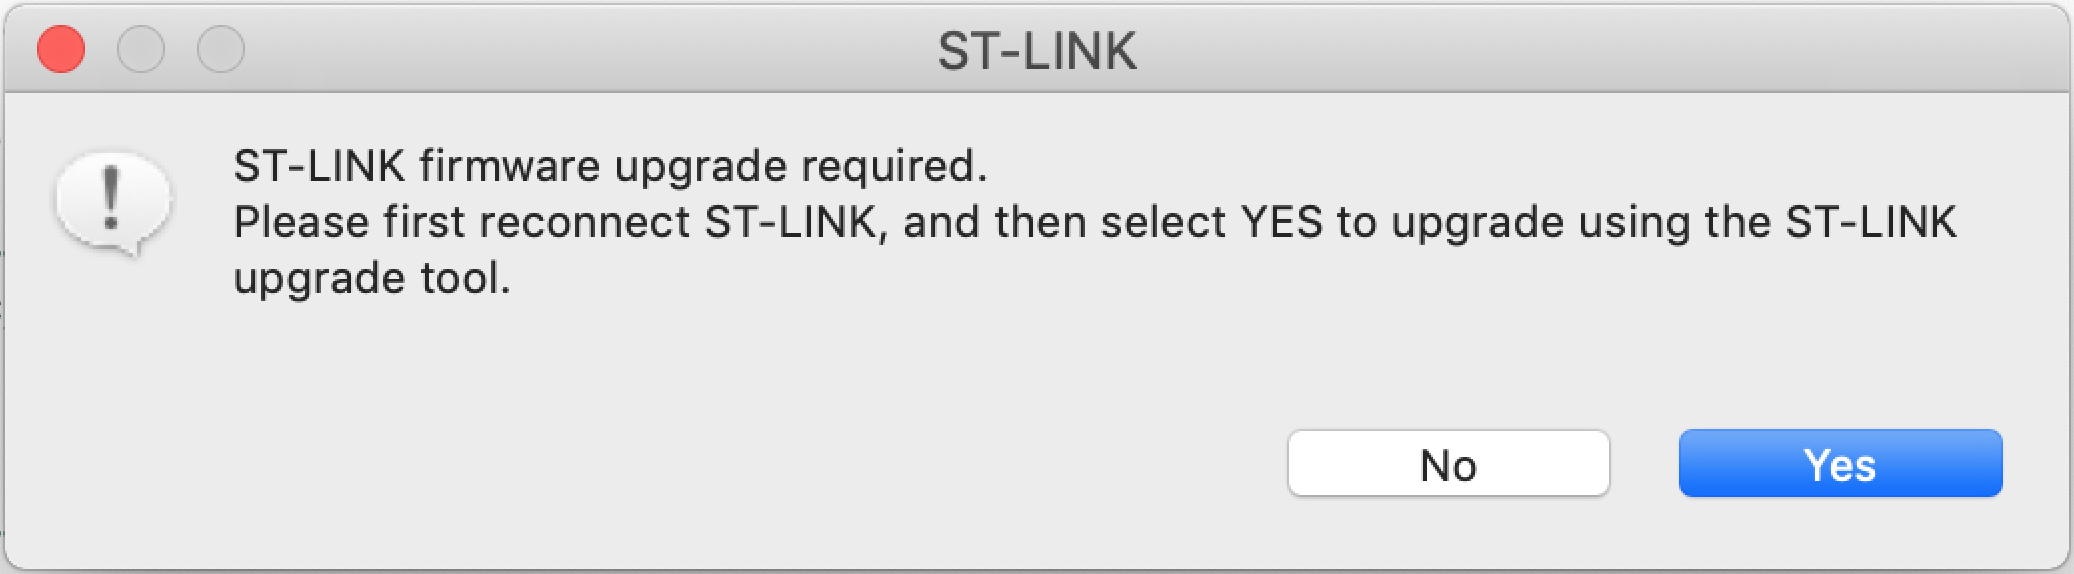 ST-LINK
ST-LINK firmware upgrade required.
Please first reconnect ST-LINK, and then select YES to upgrade using the ST-LINK
upgrade tool.
No
Yes